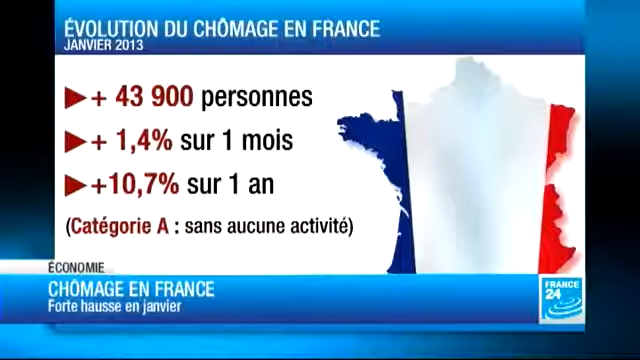 ÉVOLUTION DU CHÔMAGE EN FRANCE
JANVIER 2013
+ 43 900 personnes
+ 1,4% sur 1 mois
+10,7% sur 1 an
(Catégorie A : sans aucune activité)
ÉCONOMIE
CHÔMAGE EN FRANCE
Forte hausse en janvier
FRANCE
24